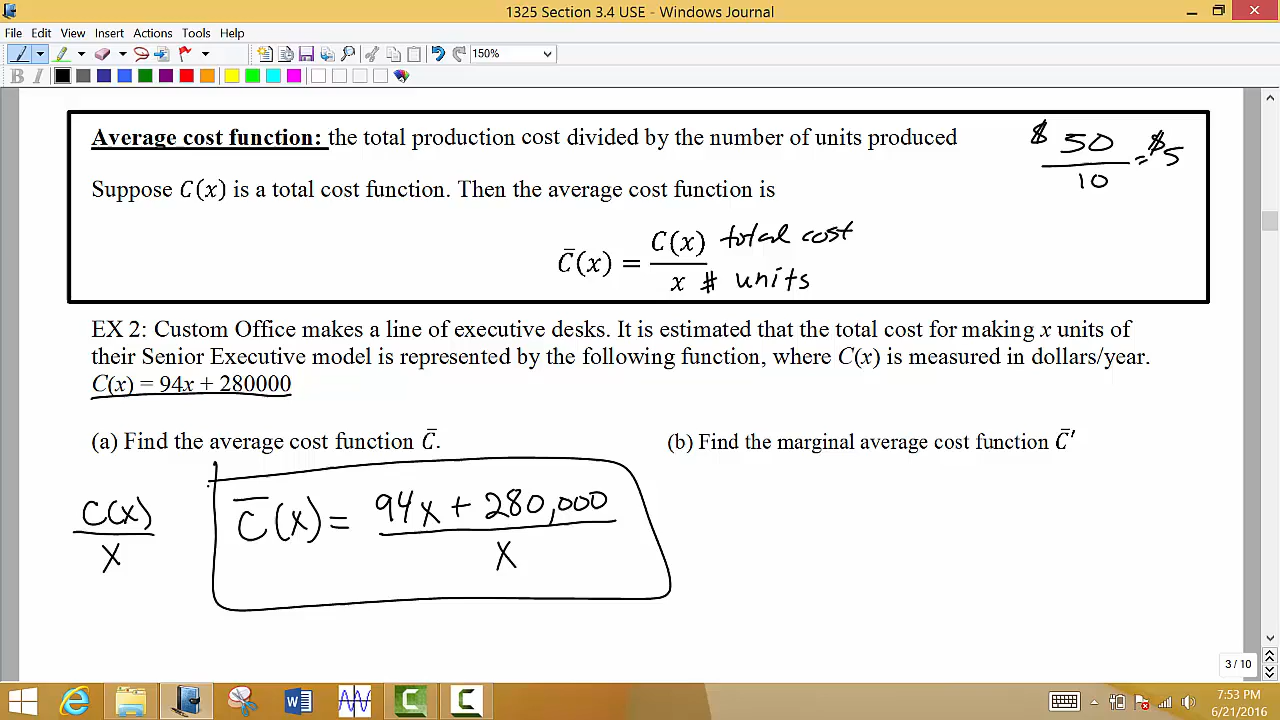 1325 Section 3.4 USE - Windows Journal
File Edit View Insert Actions Tools Help
150%
B I
Average cost function: the total production cost divided by the number of units produced
$ 50 / 10 = $5
Suppose C(x) is a total cost function. Then the average cost function is
C̄(x) = C(x) / x
total cost
# units
EX 2: Custom Office makes a line of executive desks. It is estimated that the total cost for making x units of
their Senior Executive model is represented by the following function, where C(x) is measured in dollars/year.
C(x) = 94x + 280000
(a) Find the average cost function C̄.
(b) Find the marginal average cost function C̄′
C(x) / x
C̄(x) = 94x + 280,000 / x
3 / 10
7:53 PM
6/21/2016